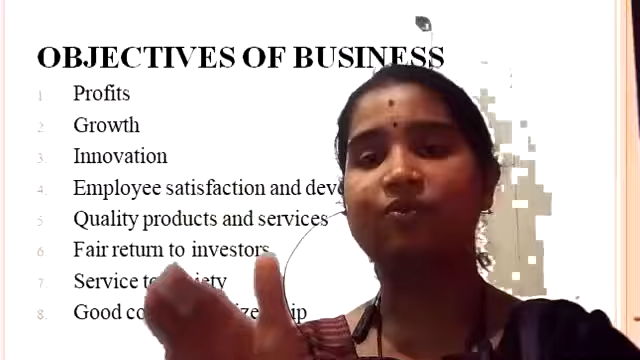 OBJECTIVES OF BUSINESS
1. Profits
2. Growth
3. Innovation
4. Employee satisfaction and
5. Quality products and services
6. Fair return to investors
7. Service
8. Good